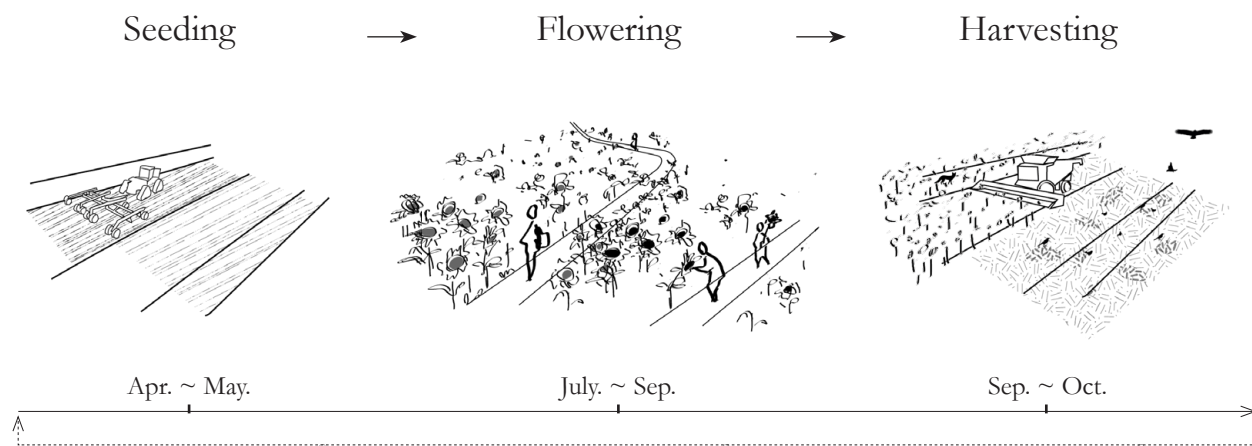 Seeding → Flowering → Harvesting
Apr. ~ May. July. ~ Sep. Sep. ~ Oct.